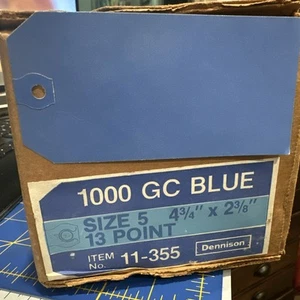 1000 GC BLUE
SIZE 5 4¾" x 2⅜"
13 POINT
ITEM No. 11-355 Dennison